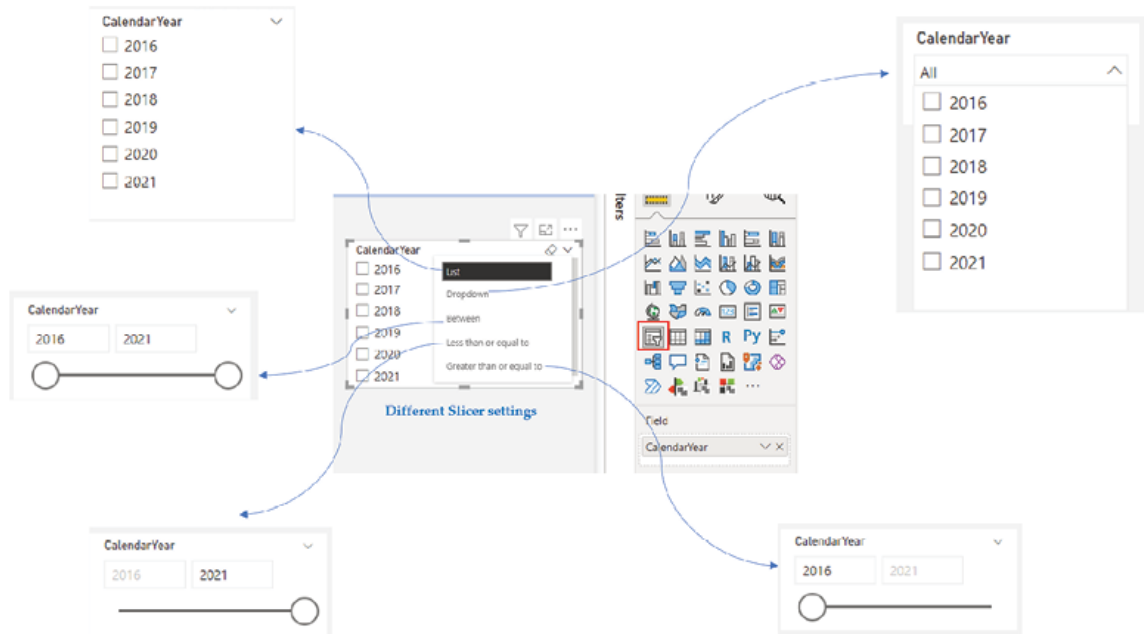 CalendarYear
2016
2017
2018
2019
2020
2021
CalendarYear
All
2016
2017
2018
2019
2020
2021
CalendarYear
2016
2017
2018
2019
2020
2021
List
Dropdown
Between
Less than or equal to
Greater than or equal to
Different Slicer settings
R Py
Field
CalendarYear
CalendarYear
2016 2021
CalendarYear
2016 2021
CalendarYear
2016 2021